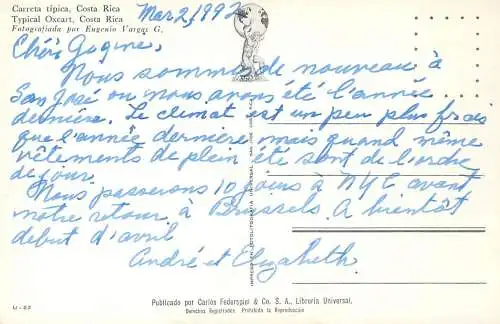 Carreta típica, Costa Rica
Typical Oxcart, Costa Rica
Fotografiada por Eugenio Vargas G.
Mar 2, 1992
Chère Gogine,
Nous sommes de nouveau à
San José ou nous avons été l'année
dernière. Le climat est un peu plus frais
que l'année dernière mais quand même
vêtements de plein été sont de l'ordre
de jour.
Nous passerons 10 jours à NYC avant
notre retour à Brussels. A bientôt
debut d'avril
André et Elizabeth
Publicado por Carlos Federspiel & Co. S. A., Librería Universal.
Derechos Registrados. Prohibida la Reproducción